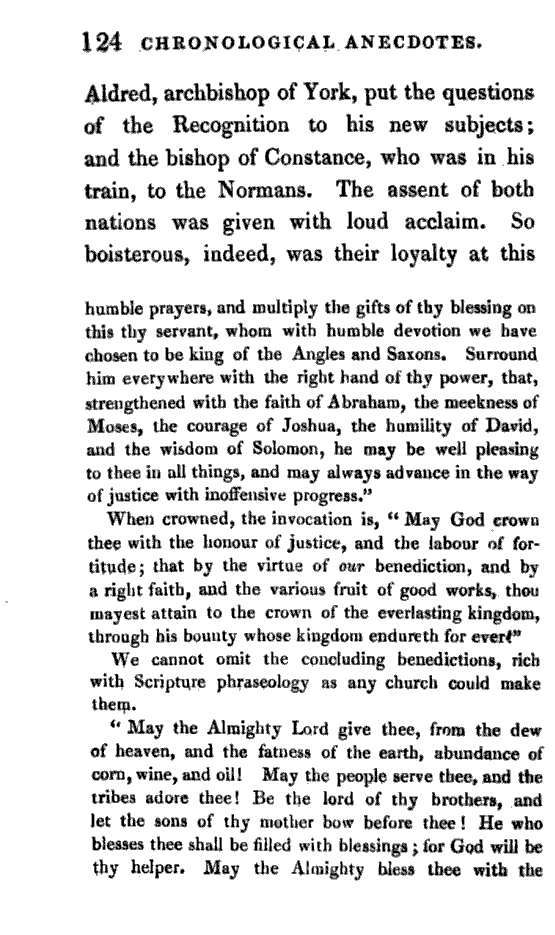 124 CHRONOLOGICAL ANECDOTES.
Aldred, archbishop of York, put the questions
of the Recognition to his new subjects;
and the bishop of Constance, who was in his
train, to the Normans. The assent of both
nations was given with loud acclaim. So
boisterous, indeed, was their loyalty at this
humble prayers, and multiply the gifts of thy blessing on
this thy servant, whom with humble devotion we have
chosen to be king of the Angles and Saxons. Surround
him everywhere with the right hand of thy power, that,
strengthened with the faith of Abraham, the meekness of
Moses, the courage of Joshua, the humility of David,
and the wisdom of Solomon, he may be well pleasing
to thee in all things, and may always advance in the way
of justice with inoffensive progress."
When crowned, the invocation is, " May God crown
thee with the honour of justice, and the labour of for-
titude; that by the virtue of our benediction, and by
a right faith, and the various fruit of good works, thou
mayest attain to the crown of the everlasting kingdom,
through his bounty whose kingdom endureth for ever!"
We cannot omit the concluding benedictions, rich
with Scripture phraseology as any church could make
them.
" May the Almighty Lord give thee, from the dew
of heaven, and the fatness of the earth, abundance of
corn, wine, and oil! May the people serve thee, and the
tribes adore thee! Be the lord of thy brothers, and
let the sons of thy mother bow before thee! He who
blesses thee shall be filled with blessings; for God will be
thy helper. May the Almighty bless thee with the